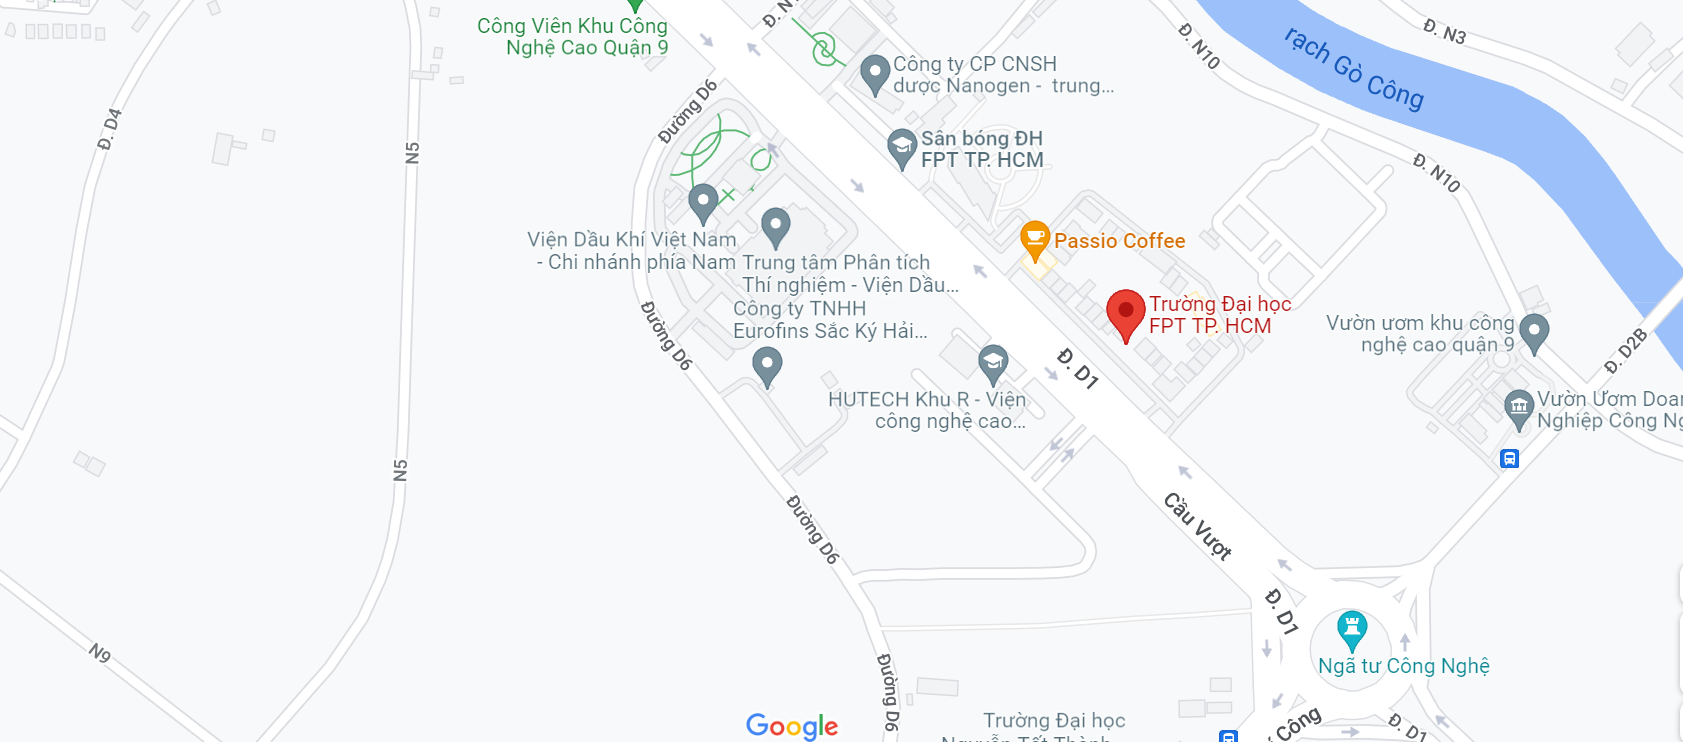 Công Viên Khu Công
Nghệ Cao Quận 9
Đ. N3
Đ. N10
rạch Gò Công
Công ty CP CNSH
dược Nanogen - trung...
Đường D6
Đ. D4
N5
Sân bóng ĐH
FPT TP. HCM
Đ. N10
Viện Dầu Khí Việt Nam
- Chi nhánh phía Nam
Passio Coffee
Trung tâm Phân tích
Thí nghiệm - Viện Dầu...
Công ty TNHH
Eurofins Sắc Ký Hải...
Trường Đại học
FPT TP. HCM
Đường D6
Vườn ươm khu công
nghệ cao quận 9
Đ. D2B
Đ. D1
HUTECH Khu R - Viện
công nghệ cao...
Vườn Ươm Doan
Nghiệp Công Ng
N5
Đường D6
Cầu Vượt
Đ. D1
N9
Ngã tư Công Nghệ
Đường D6
Google
Trường Đại học
Nguyễn Tất Thành
Công
Đ. D1